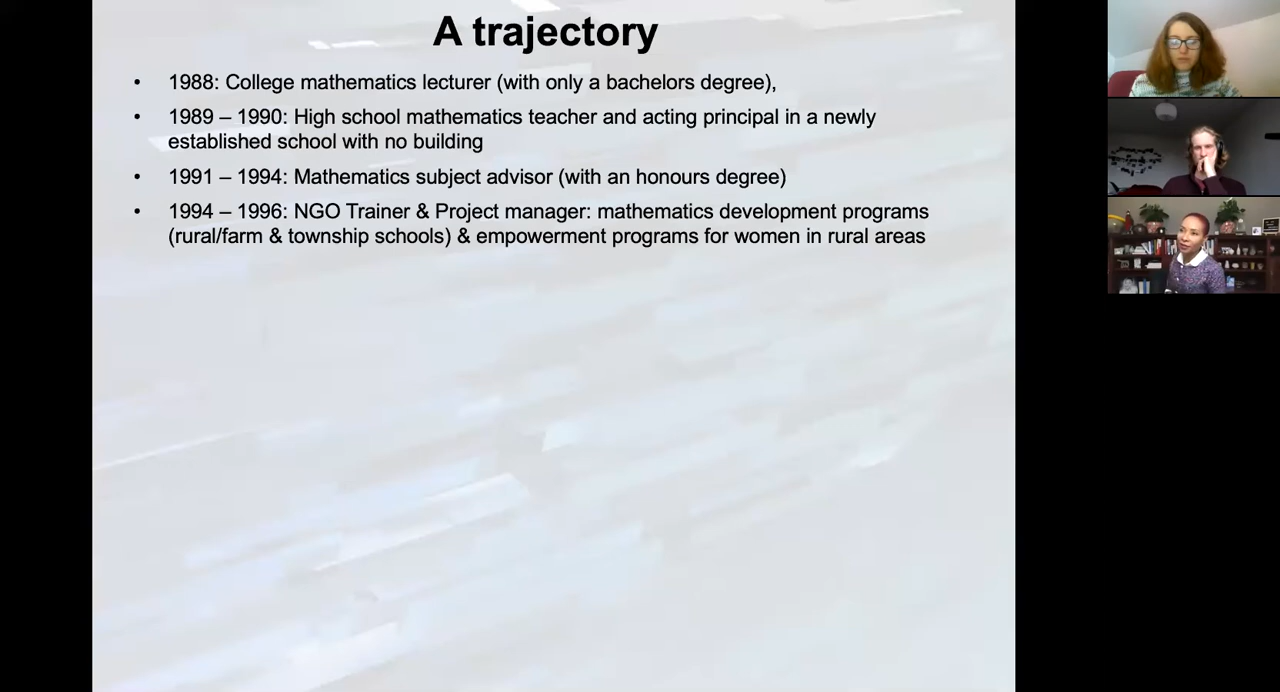 A trajectory
• 1988: College mathematics lecturer (with only a bachelors degree),
• 1989 – 1990: High school mathematics teacher and acting principal in a newly
established school with no building
• 1991 – 1994: Mathematics subject advisor (with an honours degree)
• 1994 – 1996: NGO Trainer & Project manager: mathematics development programs
(rural/farm & township schools) & empowerment programs for women in rural areas